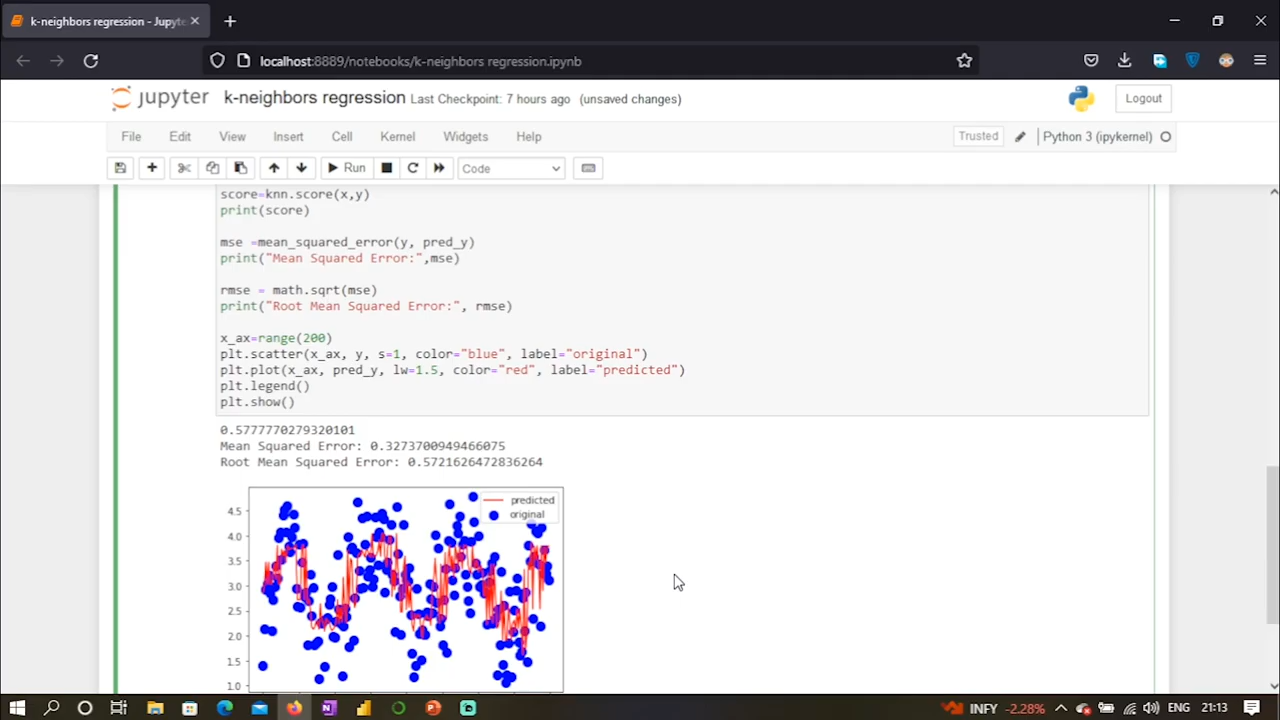 k-neighbors regression - Jupyte
localhost:8889/notebooks/k-neighbors regression.ipynb
jupyter k-neighbors regression Last Checkpoint: 7 hours ago (unsaved changes) Logout
File Edit View Insert Cell Kernel Widgets Help Trusted Python 3 (ipykernel)
Run Code
score=knn.score(x,y)
print(score)
mse =mean_squared_error(y, pred_y)
print("Mean Squared Error:",mse)
rmse = math.sqrt(mse)
print("Root Mean Squared Error:", rmse)
x_ax=range(200)
plt.scatter(x_ax, y, s=1, color="blue", label="original")
plt.plot(x_ax, pred_y, lw=1.5, color="red", label="predicted")
plt.legend()
plt.show()
0.5777770279320101
Mean Squared Error: 0.3273700949466075
Root Mean Squared Error: 0.5721626472836264
predicted
original
4.5
4.0
3.5
3.0
2.5
2.0
1.5
1.0
INFY -2.28% ENG 21:13